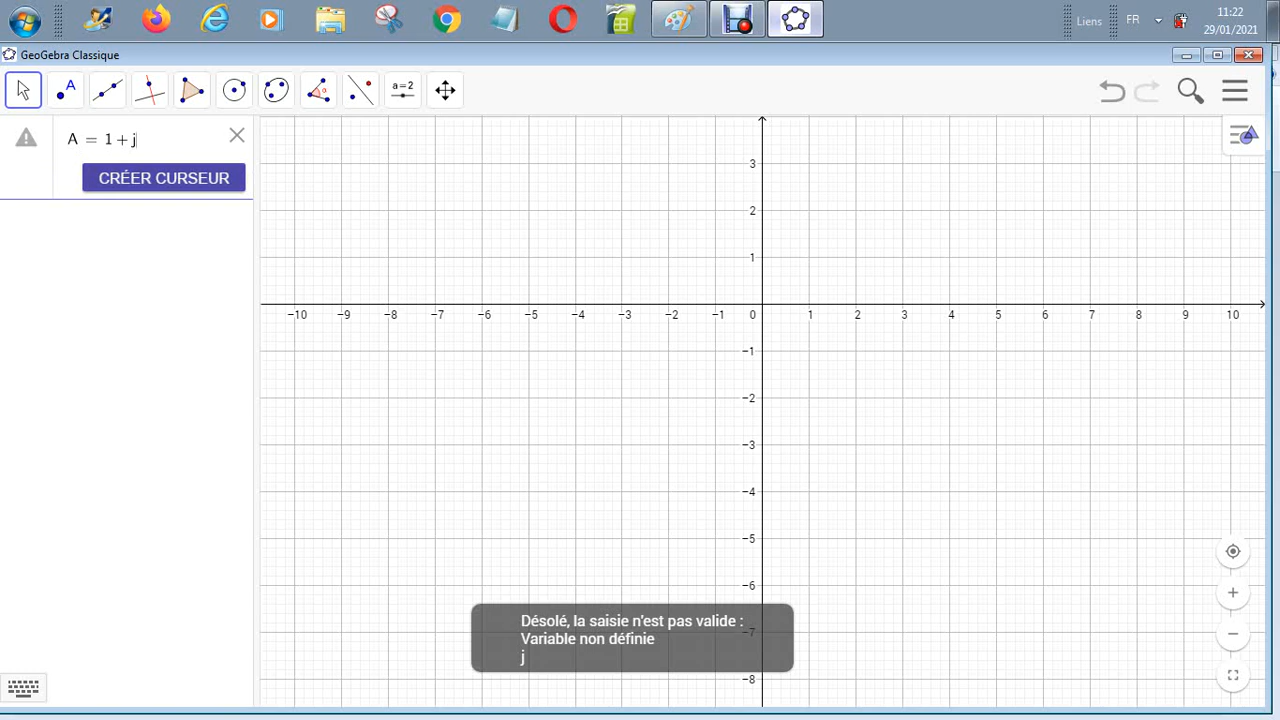 Liens
FR
11:22
29/01/2021
GeoGebra Classique
A
a=2
A = 1 + j
CRÉER CURSEUR
3
2
1
−10 −9 −8 −7 −6 −5 −4 −3 −2 −1 0 1 2 3 4 5 6 7 8 9 10
−1
−2
−3
−4
−5
−6
Désolé, la saisie n'est pas valide :
−7
Variable non définie
j
−8